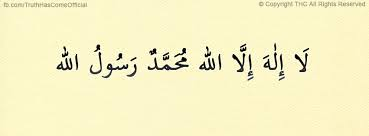 fb.com/TruthHasComeOfficial
© Copyright THC All Rights Reserved
لَا إِلٰهَ إِلَّا الله مُحَمَّدٌ رَسُولُ الله